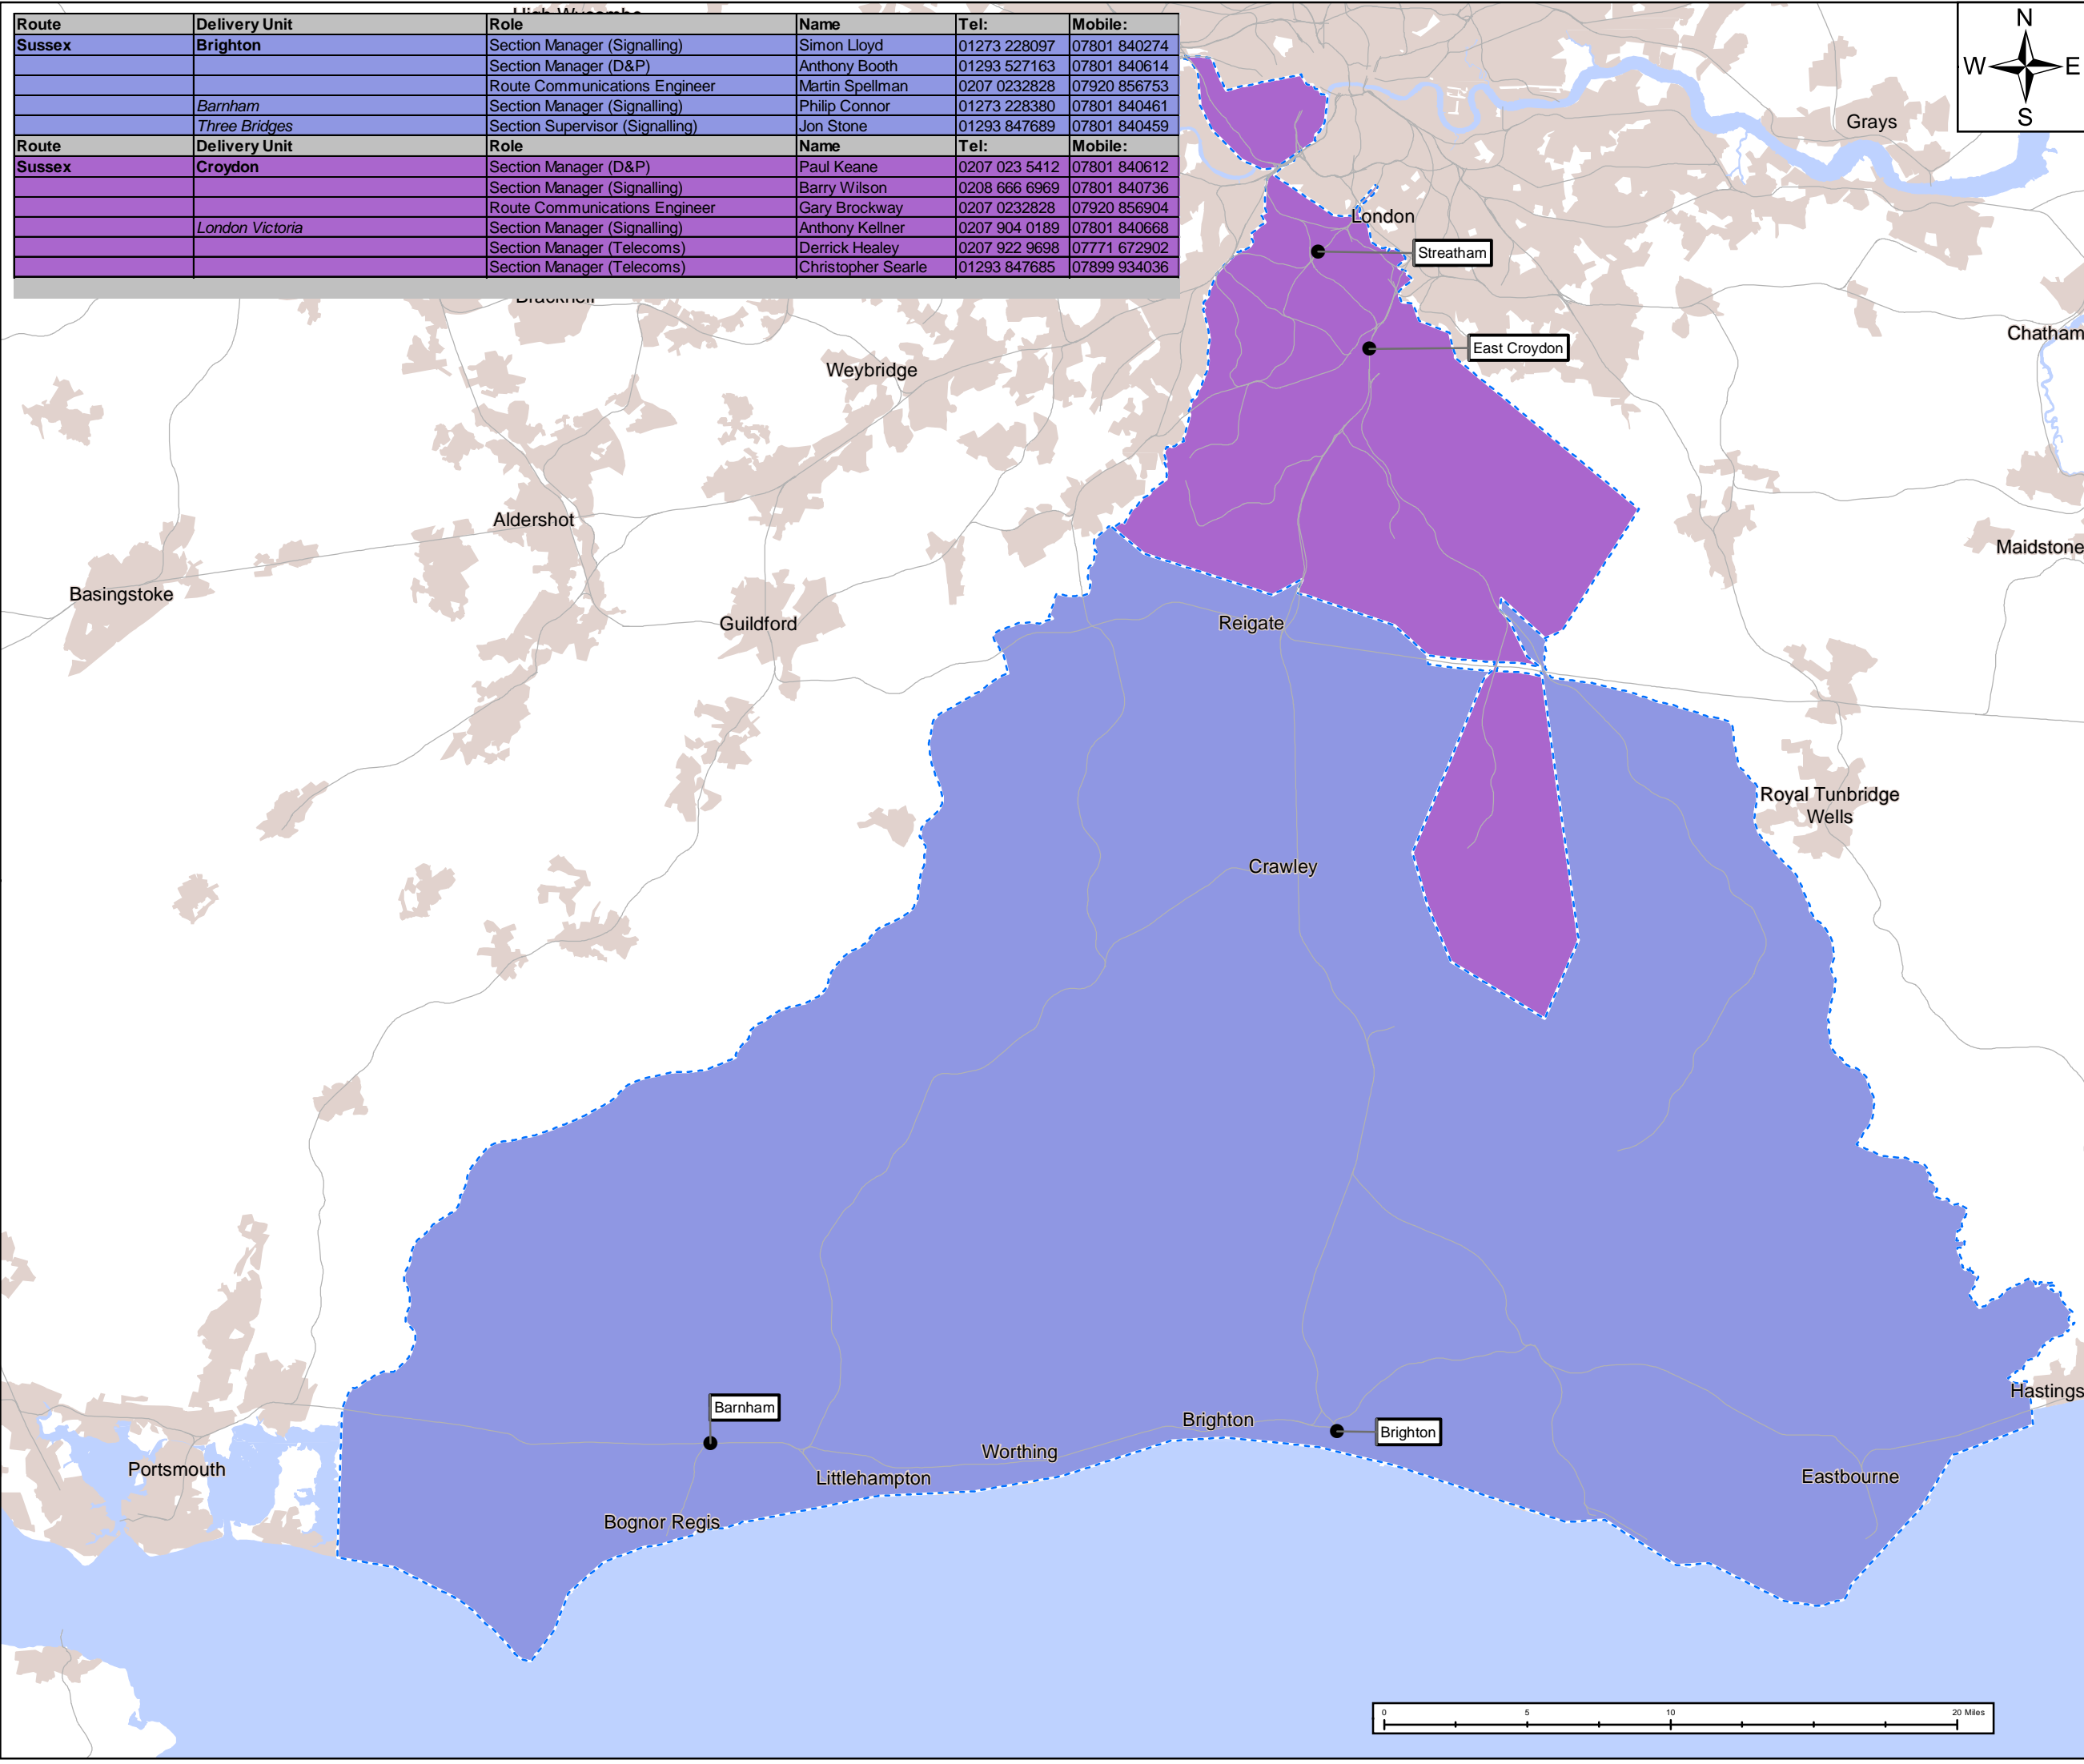 High Wycombe
Route Delivery Unit Role Name Tel: Mobile:
Sussex Brighton Section Manager (Signalling) Simon Lloyd 01273 228097 07801 840274
Section Manager (D&P) Anthony Booth 01293 527163 07801 840614
Route Communications Engineer Martin Spellman 0207 0232828 07920 856753
Barnham Section Manager (Signalling) Philip Connor 01273 228380 07801 840461
Three Bridges Section Supervisor (Signalling) Jon Stone 01293 847689 07801 840459
Route Delivery Unit Role Name Tel: Mobile:
Sussex Croydon Section Manager (D&P) Paul Keane 0207 023 5412 07801 840612
Section Manager (Signalling) Barry Wilson 0208 666 6969 07801 840736
Route Communications Engineer Gary Brockway 0207 0232828 07920 856904
London Victoria Section Manager (Signalling) Anthony Kellner 0207 904 0189 07801 840668
Section Manager (Telecoms) Derrick Healey 0207 922 9698 07771 672902
Section Manager (Telecoms) Christopher Searle 01293 847685 07899 934036
N
W E
S
Grays
London
Streatham
Bracknell
Chatham
East Croydon
Weybridge
Aldershot
Maidstone
Basingstoke
Guildford
Reigate
Royal Tunbridge
Wells
Crawley
Hastings
Barnham
Brighton
Brighton
Worthing
Portsmouth
Littlehampton
Eastbourne
Bognor Regis
0 5 10 20 Miles